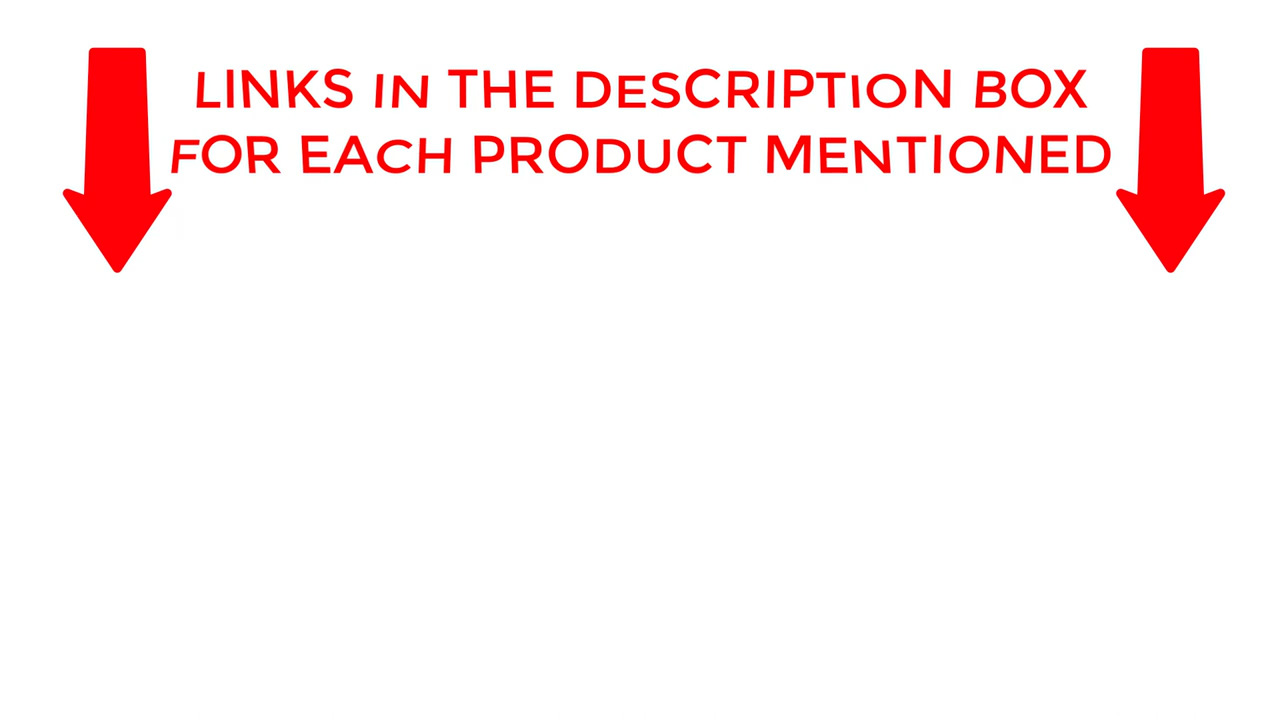 LINKS IN THE DESCRIPTION BOX
FOR EACH PRODUCT MENTIONED